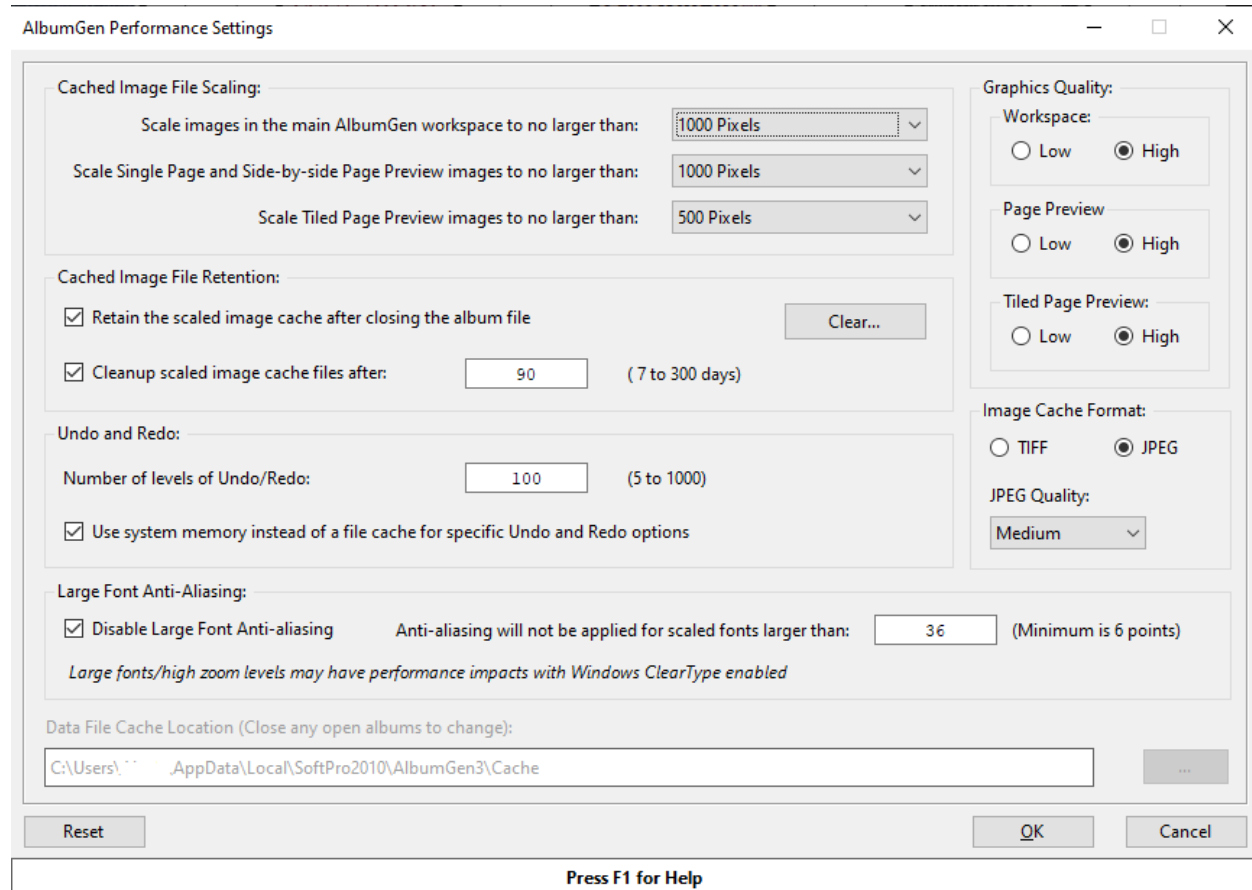 AlbumGen Performance Settings
Cached Image File Scaling:
Scale images in the main AlbumGen workspace to no larger than: 1000 Pixels
Scale Single Page and Side-by-side Page Preview images to no larger than: 1000 Pixels
Scale Tiled Page Preview images to no larger than: 500 Pixels
Graphics Quality:
Workspace:
Low High
Page Preview
Low High
Tiled Page Preview:
Low High
Cached Image File Retention:
Retain the scaled image cache after closing the album file Clear...
Cleanup scaled image cache files after: 90 ( 7 to 300 days)
Image Cache Format:
TIFF JPEG
JPEG Quality:
Medium
Undo and Redo:
Number of levels of Undo/Redo: 100 (5 to 1000)
Use system memory instead of a file cache for specific Undo and Redo options
Large Font Anti-Aliasing:
Disable Large Font Anti-aliasing Anti-aliasing will not be applied for scaled fonts larger than: 36 (Minimum is 6 points)
Large fonts/high zoom levels may have performance impacts with Windows ClearType enabled
Data File Cache Location (Close any open albums to change):
C:\Users\ AppData\Local\SoftPro2010\AlbumGen3\Cache ...
Reset OK Cancel
Press F1 for Help